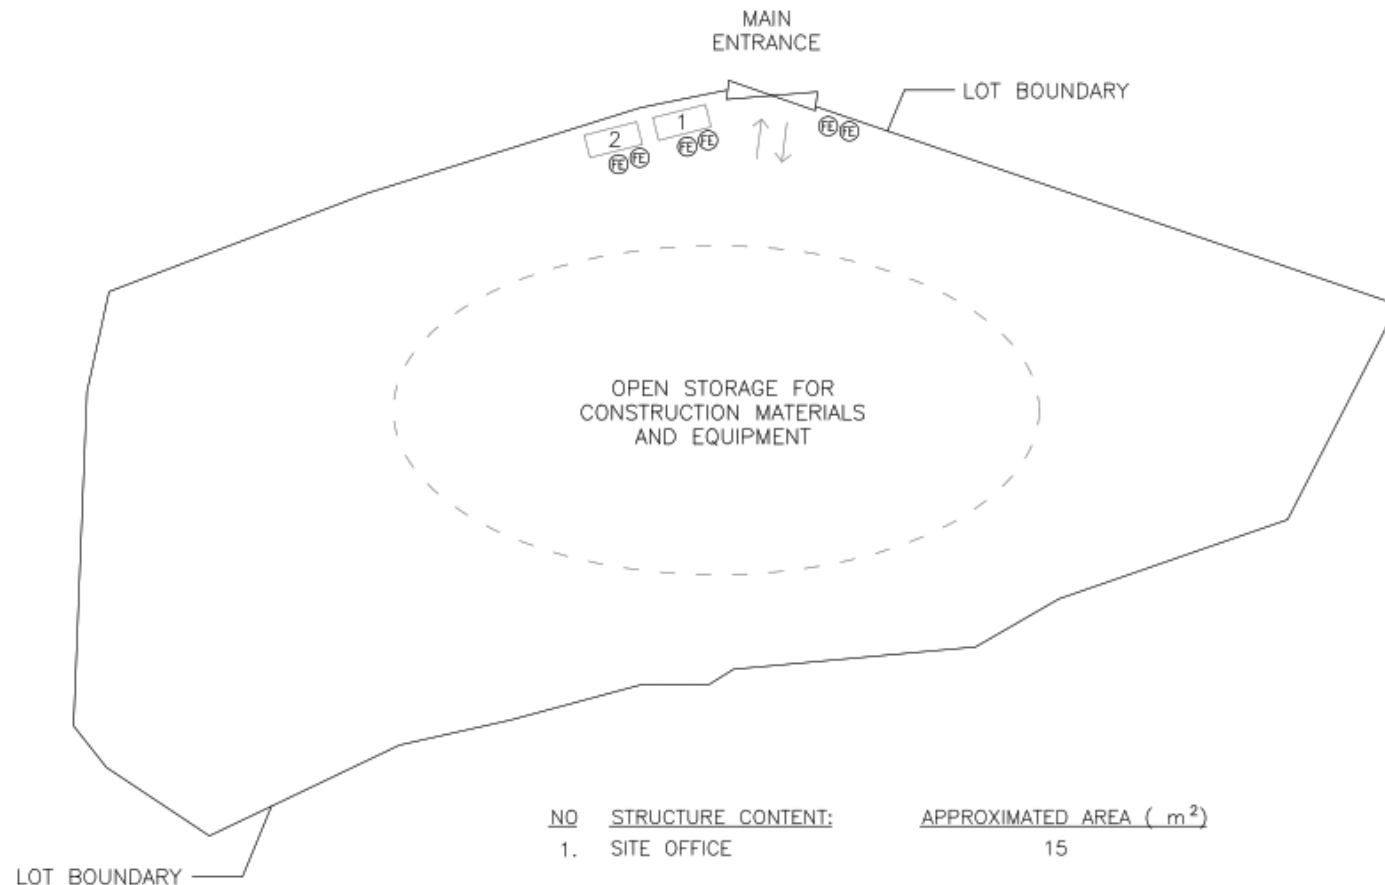 MAIN
ENTRANCE
LOT BOUNDARY
1
2
FE FE
FE FE
FE FE
OPEN STORAGE FOR
CONSTRUCTION MATERIALS
AND EQUIPMENT
NO STRUCTURE CONTENT: APPROXIMATED AREA ( m²)
1. SITE OFFICE 15
LOT BOUNDARY